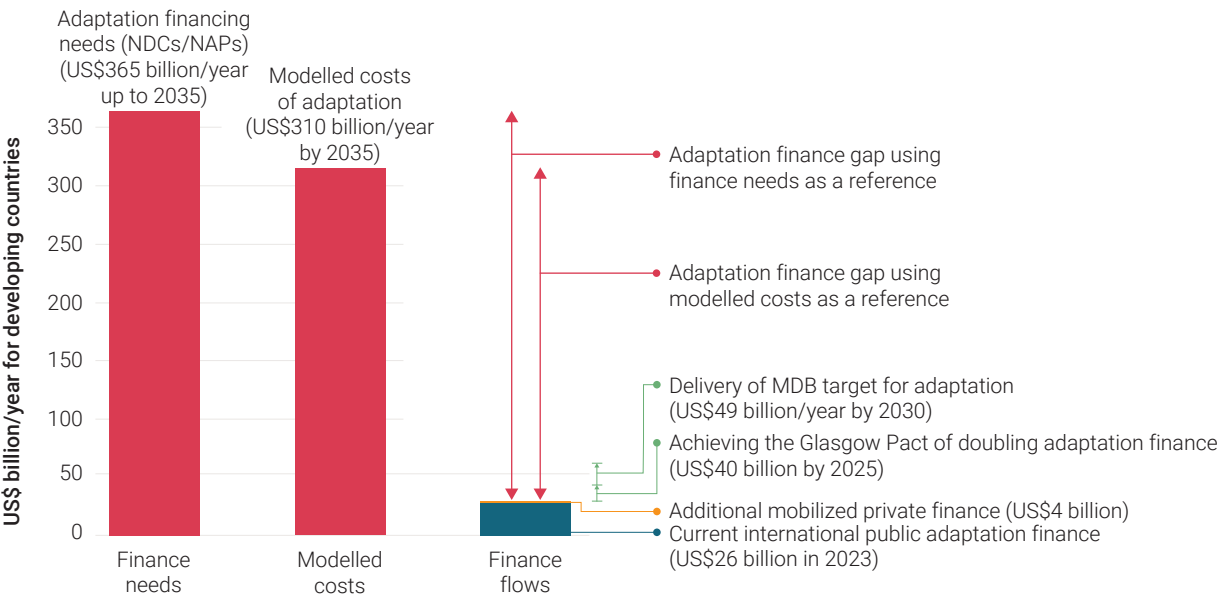 US$ billion/year for developing countries
350
300
250
200
150
100
50
0
Adaptation financing
needs (NDCs/NAPs)
(US$365 billion/year
up to 2035)
Modelled costs
of adaptation
(US$310 billion/year
by 2035)
Finance
needs
Modelled
costs
Finance
flows
Adaptation finance gap using
finance needs as a reference
Adaptation finance gap using
modelled costs as a reference
Delivery of MDB target for adaptation
(US$49 billion/year by 2030)
Achieving the Glasgow Pact of doubling adaptation finance
(US$40 billion by 2025)
Additional mobilized private finance (US$4 billion)
Current international public adaptation finance
(US$26 billion in 2023)